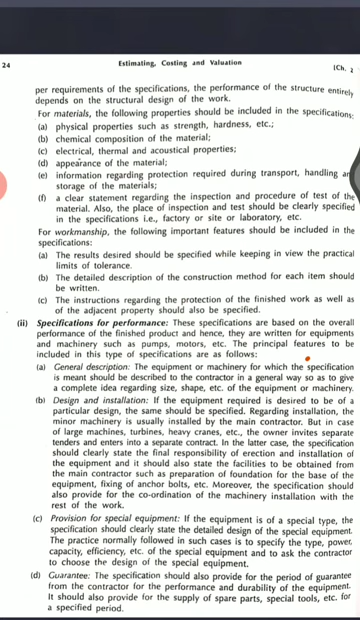 24
Estimating, Costing and Valuation
[Ch. 2
per requirements of the specifications, the performance of the structure entirely
depends on the structural design of the work.
For materials, the following properties should be included in the specifications:
(a) physical properties such as strength, hardness, etc.;
(b) chemical composition of the material;
(c) electrical, thermal and acoustical properties;
(d) appearance of the material;
(e) information regarding protection required during transport, handling an
storage of the materials;
(f) a clear statement regarding the inspection and procedure of test of the
material. Also, the place of inspection and test should be clearly specified
in the specifications i.e., factory or site or laboratory, etc.
For workmanship, the following important features should be included in the
specifications:
(a) The results desired should be specified while keeping in view the practical
limits of tolerance.
(b) The detailed description of the construction method for each item should
be written.
(c) The instructions regarding the protection of the finished work as well as
of the adjacent property should also be specified.
(ii) Specifications for performance: These specifications are based on the overall
performance of the finished product and hence, they are written for equipments
and machinery such as pumps, motors, etc. The principal features to be
included in this type of specifications are as follows:
(a) General description: The equipment or machinery for which the specification
is meant should be described to the contractor in a general way so as to give
a complete idea regarding size, shape, etc. of the equipment or machinery.
(b) Design and installation: If the equipment required is desired to be of a
particular design, the same should be specified. Regarding installation, the
minor machinery is usually installed by the main contractor. But in case
of large machines, turbines, heavy cranes, etc., the owner invites separate
tenders and enters into a separate contract. In the latter case, the specification
should clearly state the final responsibility of erection and installation of
the equipment and it should also state the facilities to be obtained from
the main contractor such as preparation of foundation for the base of the
equipment, fixing of anchor bolts, etc. Moreover, the specification should
also provide for the co-ordination of the machinery installation with the
rest of the work.
(c) Provision for special equipment: If the equipment is of a special type, the
specification should clearly state the detailed design of the special equipment.
The practice normally followed in such cases is to specify the type, power,
capacity, efficiency, etc. of the special equipment and to ask the contractor
to choose the design of the special equipment.
(d) Guarantee: The specification should also provide for the period of guarantee
from the contractor for the performance and durability of the equipment.
It should also provide for the supply of spare parts, special tools, etc. for
a specified period.